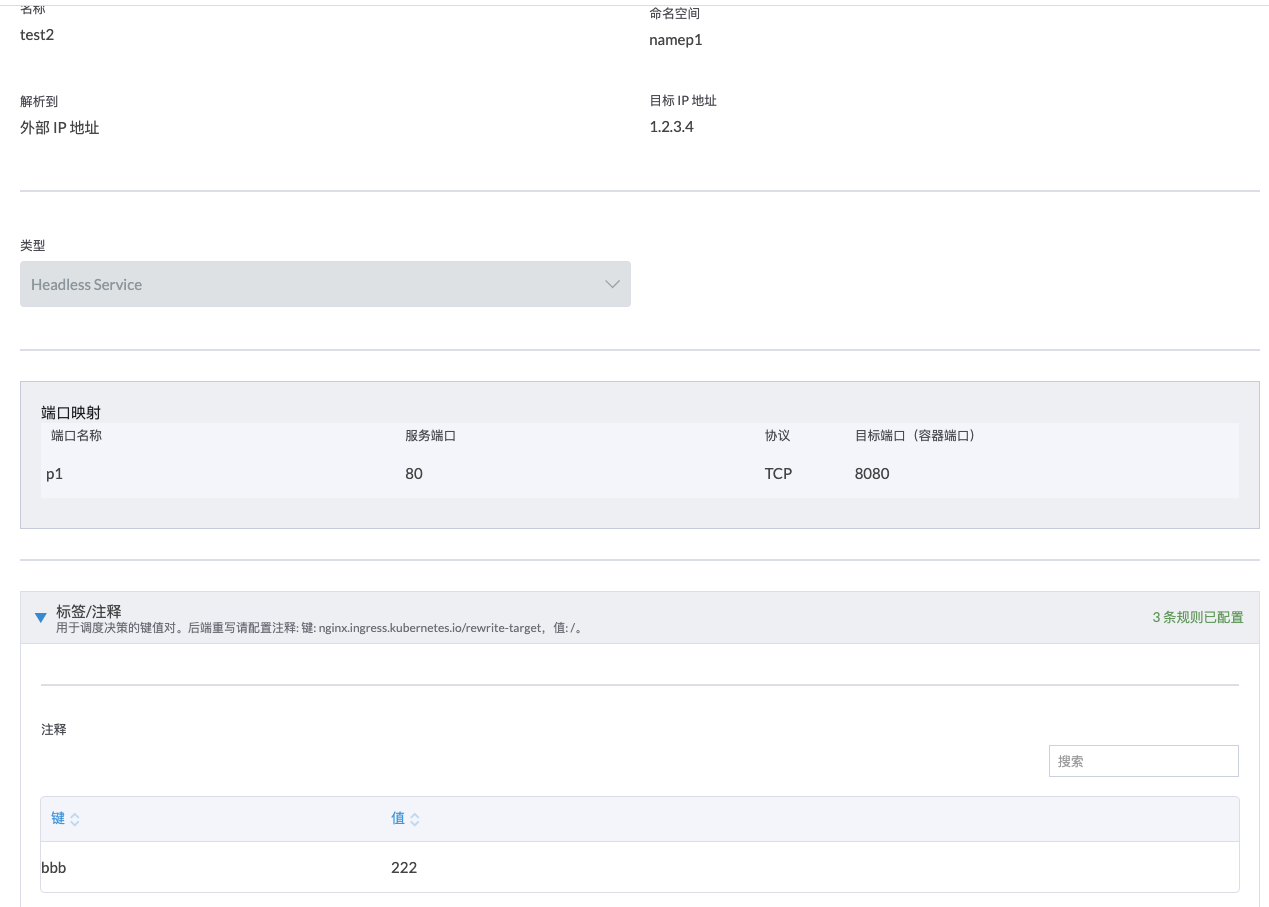 名称
命名空间
test2
namep1
解析到
目标 IP 地址
外部 IP 地址
1.2.3.4
类型
Headless Service
端口映射
端口名称 服务端口 协议 目标端口（容器端口）
p1 80 TCP 8080
标签/注释
用于调度决策的键值对。后端重写请配置注释: 键: nginx.ingress.kubernetes.io/rewrite-target，值: /。
3 条规则已配置
注释
搜索
键 值
bbb 222